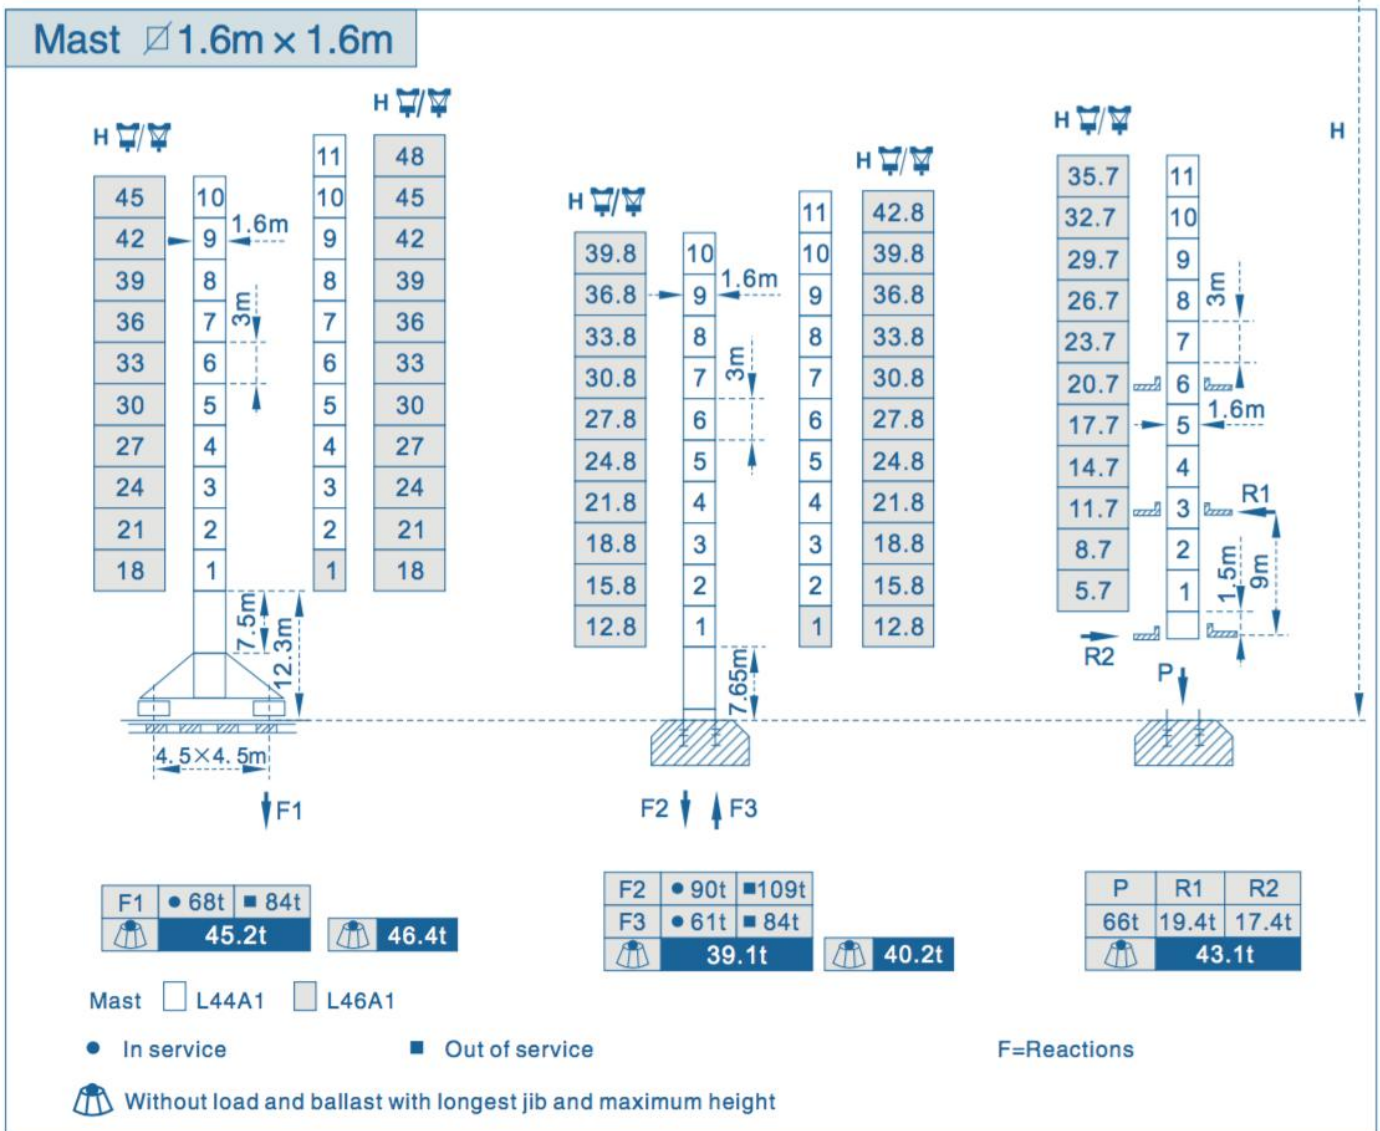 Mast ⌀1.6m × 1.6m
H
H
H
H
H
H
45
42
39
36
33
30
27
24
21
18
10
9
8
7
6
5
4
3
2
1
1.6m
3m
7.5m
12.3m
4.5×4.5m
F1
11
10
9
8
7
6
5
4
3
2
1
48
45
42
39
36
33
30
27
24
21
18
39.8
36.8
33.8
30.8
27.8
24.8
21.8
18.8
15.8
12.8
10
9
8
7
6
5
4
3
2
1
1.6m
3m
7.65m
F2 F3
11
10
9
8
7
6
5
4
3
2
1
42.8
39.8
36.8
33.8
30.8
27.8
24.8
21.8
18.8
15.8
12.8
35.7
32.7
29.7
26.7
23.7
20.7
17.7
14.7
11.7
8.7
5.7
11
10
9
8
7
6
5
4
3
2
1
3m
1.6m
R1
1.5m
9m
R2
P
F1 ● 68t ■ 84t
45.2t
46.4t
F2 ● 90t ■109t
F3 ● 61t ■ 84t
39.1t
40.2t
P R1 R2
66t 19.4t 17.4t
43.1t
Mast L44A1 L46A1
● In service ■ Out of service F=Reactions
Without load and ballast with longest jib and maximum height